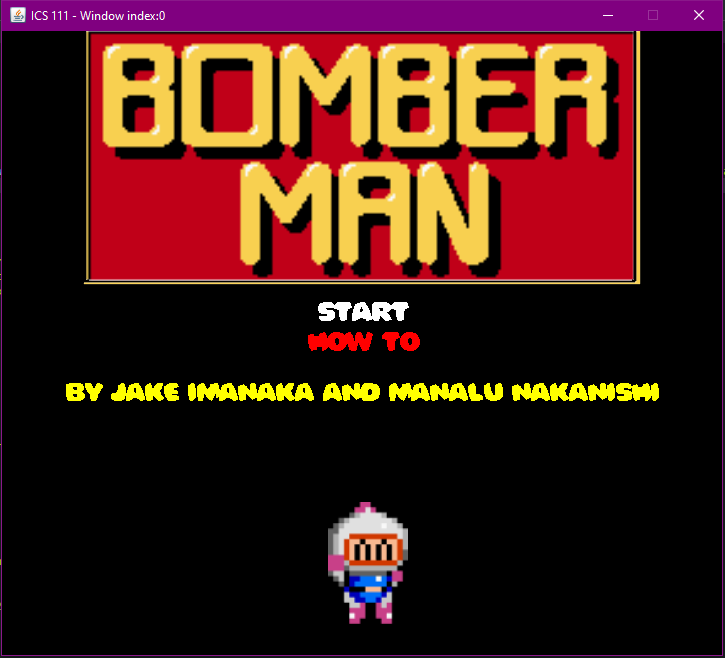 ICS 111 - Window index:0
BOMBER
MAN
START
HOW TO
BY JAKE IMANAKA AND MANALU NAKANISHI